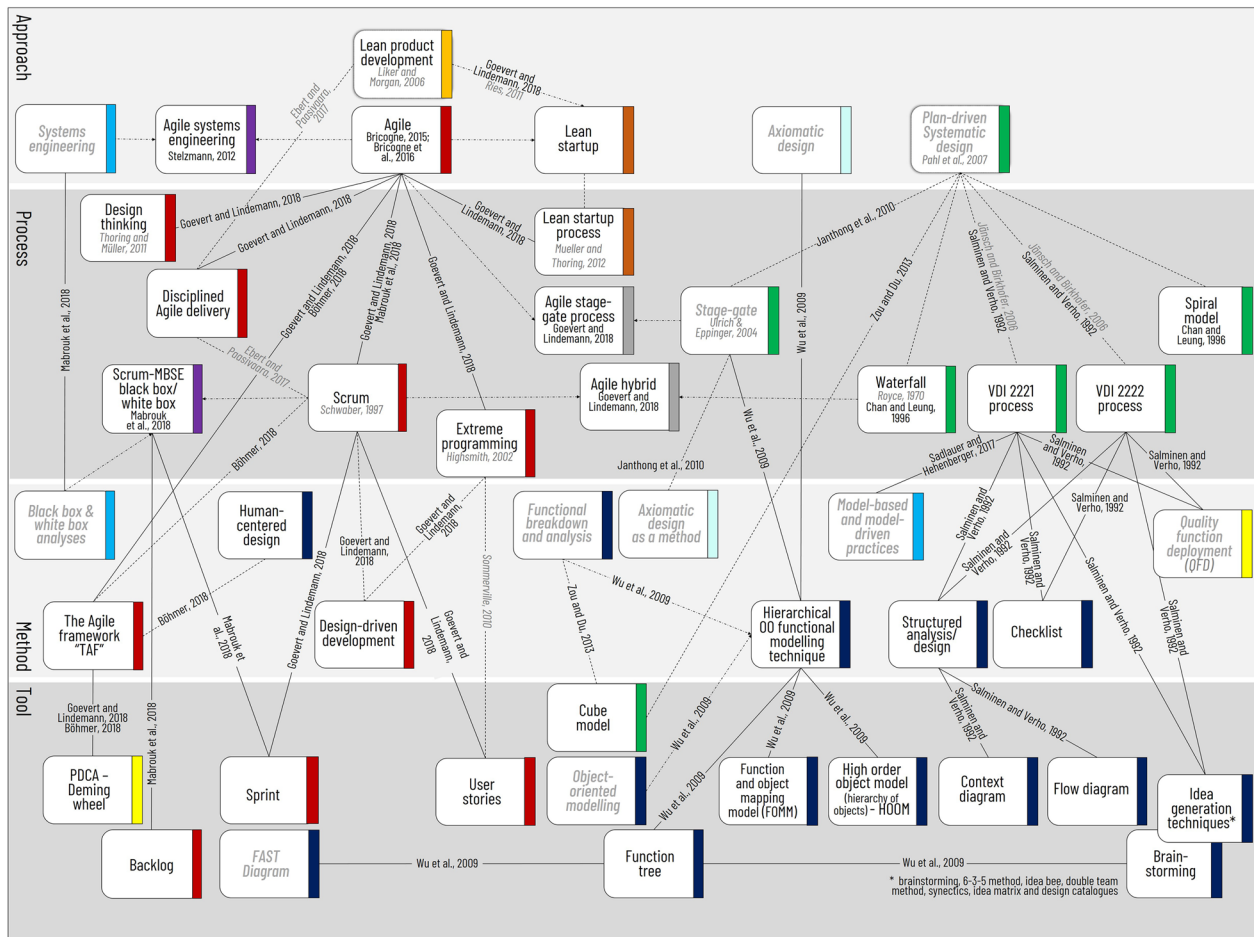 Approach
Lean product
development
Liker and
Morgan, 2006
Goevert and
Lindemann, 2018
Ries, 2011
Ebert and
Paasivaara,
2017
Systems
engineering
Agile systems
engineering
Stelzmann, 2012
Agile
Bricogne, 2015;
Bricogne et
al., 2016
Lean
startup
Axiomatic
design
Plan-driven
Systematic
design
Pahl et al., 2007
Process
Design
thinking
Thoring and
Müller, 2011
Goevert and Lindemann, 2018
Goevert and Lindemann, 2018
Goevert and Lindemann, 2018
Böhmer, 2018
Goevert and Lindemann, 2018
Mabrouk et al., 2018
Goevert and Lindemann, 2018
Goevert and
Lindemann, 2018
Lean startup
process
Mueller and
Thoring, 2012
Janthong et al., 2010
Jänsch and Birkhofer, 2006
Salminen and Verho, 1992
Jänsch and Birkhofer, 2006
Salminen and Verho, 1992
Zou and Du, 2013
Wu et al., 2009
Mabrouk et al., 2018
Disciplined
Agile delivery
Agile stage-
gate process
Goevert and
Lindemann, 2018
Stage-gate
Ulrich &
Eppinger, 2004
Spiral model
Chan and
Leung, 1996
Ebert and
Paasivaara, 2017
Scrum-MBSE
black box/
white box
Mabrouk
et al., 2018
Scrum
Schwaber, 1997
Extreme
programming
Highsmith, 2002
Agile hybrid
Goevert and
Lindemann, 2018
Waterfall
Royce, 1970
Chan and Leung,
1996
VDI 2221
process
VDI 2222
process
Böhmer, 2018
Janthong et al., 2010
Wu et al., 2009
Sadlauer and
Hehenberger, 2017
Salminen
and Verho,
1992
Salminen
and Verho, 1992
Method
Black box &
white box
analyses
Human-
centered
design
Goevert and
Lindemann,
2018
Goevert
and
Lindemann,
2018
Functional
breakdown
and analysis
Axiomatic
design
as a method
Model-based
and model-
driven
practices
Salminen and
Verho, 1992
Salminen and
Verho, 1992
Salminen and
Verho, 1992
Salminen
and
Verho, 1992
Quality
function
deployment
(QFD)
Goevert and Lindemann, 2018
Sommerville, 2010
Wu et al., 2009
Zou and Du, 2013
Böhmer, 2018
Mabrouk et
al., 2018
The Agile
framework
“TAF”
Design-driven
development
Goevert and
Lindemann,
2018
Hierarchical
OO functional
modelling
technique
Structured
analysis/
design
Checklist
Salminen and Verho, 1992
Salminen and
Verho, 1992
Tool
Goevert and
Lindemann, 2018
Böhmer, 2018
Mabrouk et al., 2018
Cube
model
Wu et al., 2009
Wu et al., 2009
Wu et al., 2009
Wu et al., 2009
Salminen and
Verho, 1992
Salminen and Verho, 1992
PDCA –
Deming
wheel
Sprint
User
stories
Object-
oriented
modelling
Function
and object
mapping
model (FOMM)
High order
object model
(hierarchy of
objects) – HOOM
Context
diagram
Flow diagram
Idea
generation
techniques*
Backlog
FAST
Diagram
Wu et al., 2009
Function
tree
Wu et al., 2009
Brain-
storming
* brainstorming, 6-3-5 method, idea bee, double team
method, synectics, idea matrix and design catalogues